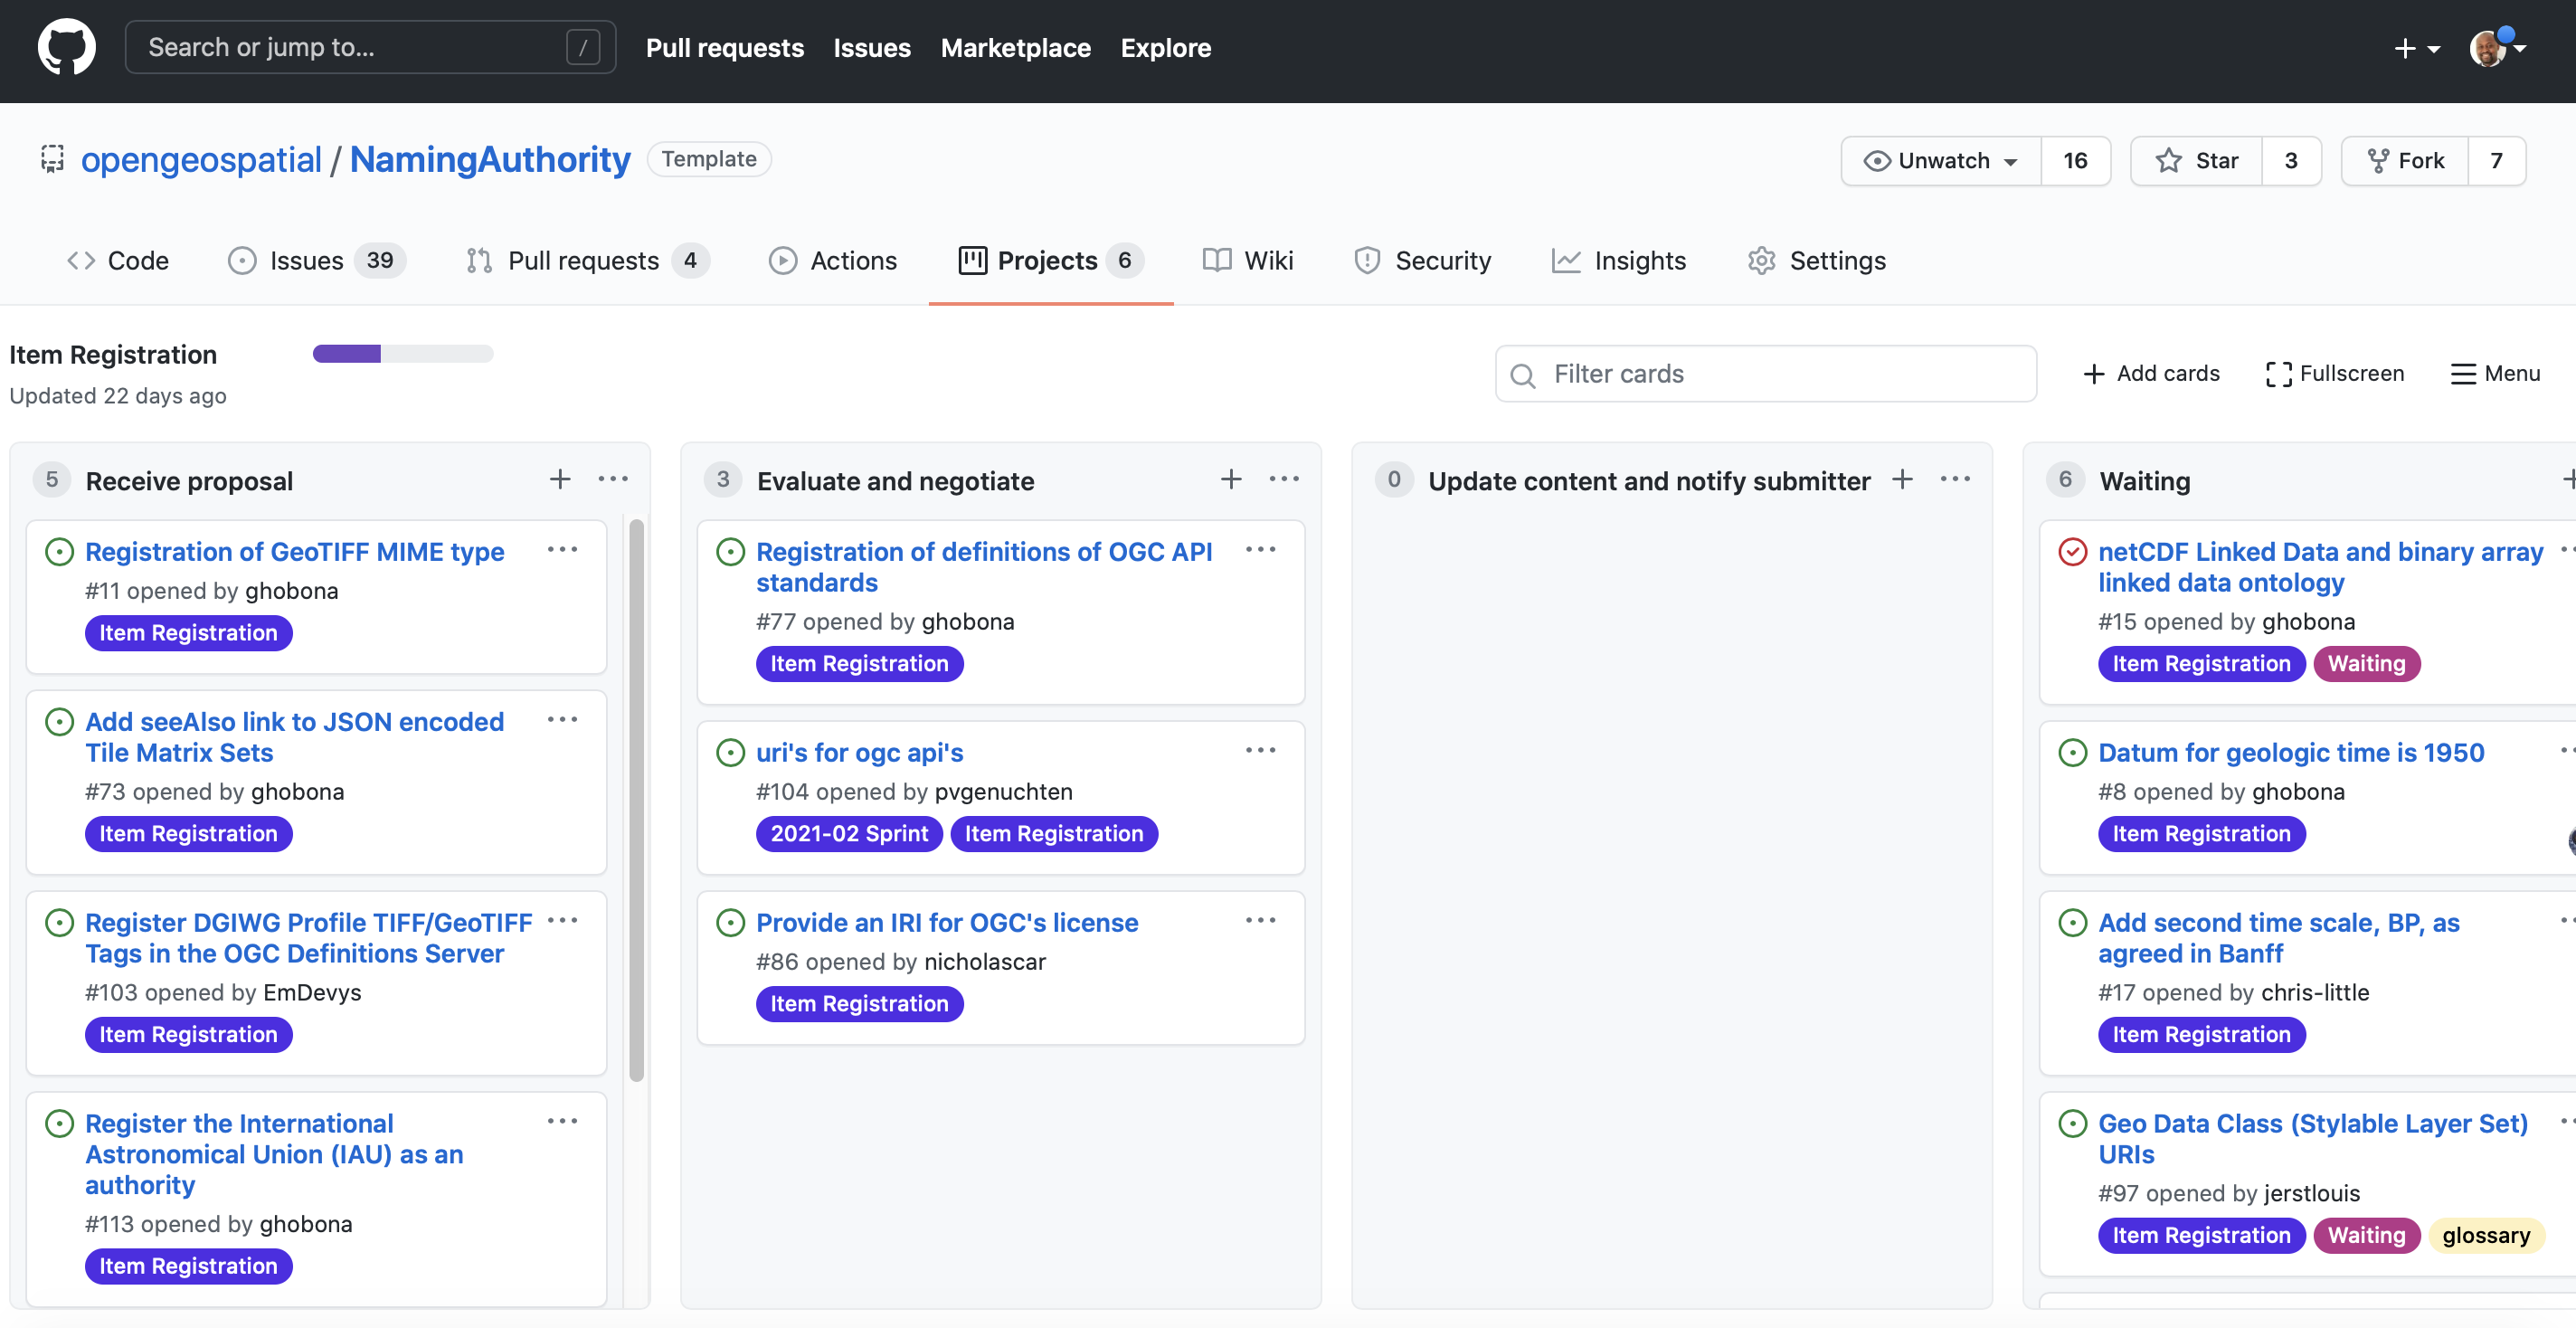 Search or jump to... /
Pull requests Issues Marketplace Explore
opengeospatial / NamingAuthority Template
Unwatch 16 Star 3 Fork 7
Code Issues 39 Pull requests 4 Actions Projects 6 Wiki Security Insights Settings
Item Registration
Updated 22 days ago
Filter cards
Add cards Fullscreen Menu
5 Receive proposal
Registration of GeoTIFF MIME type
#11 opened by ghobona
Item Registration
Add seeAlso link to JSON encoded
Tile Matrix Sets
#73 opened by ghobona
Item Registration
Register DGIWG Profile TIFF/GeoTIFF
Tags in the OGC Definitions Server
#103 opened by EmDevys
Item Registration
Register the International
Astronomical Union (IAU) as an
authority
#113 opened by ghobona
Item Registration
3 Evaluate and negotiate
Registration of definitions of OGC API
standards
#77 opened by ghobona
Item Registration
uri's for ogc api's
#104 opened by pvgenuchten
2021-02 Sprint Item Registration
Provide an IRI for OGC's license
#86 opened by nicholascar
Item Registration
0 Update content and notify submitter
6 Waiting
netCDF Linked Data and binary array
linked data ontology
#15 opened by ghobona
Item Registration Waiting
Datum for geologic time is 1950
#8 opened by ghobona
Item Registration
Add second time scale, BP, as
agreed in Banff
#17 opened by chris-little
Item Registration
Geo Data Class (Stylable Layer Set)
URIs
#97 opened by jerstlouis
Item Registration Waiting glossary